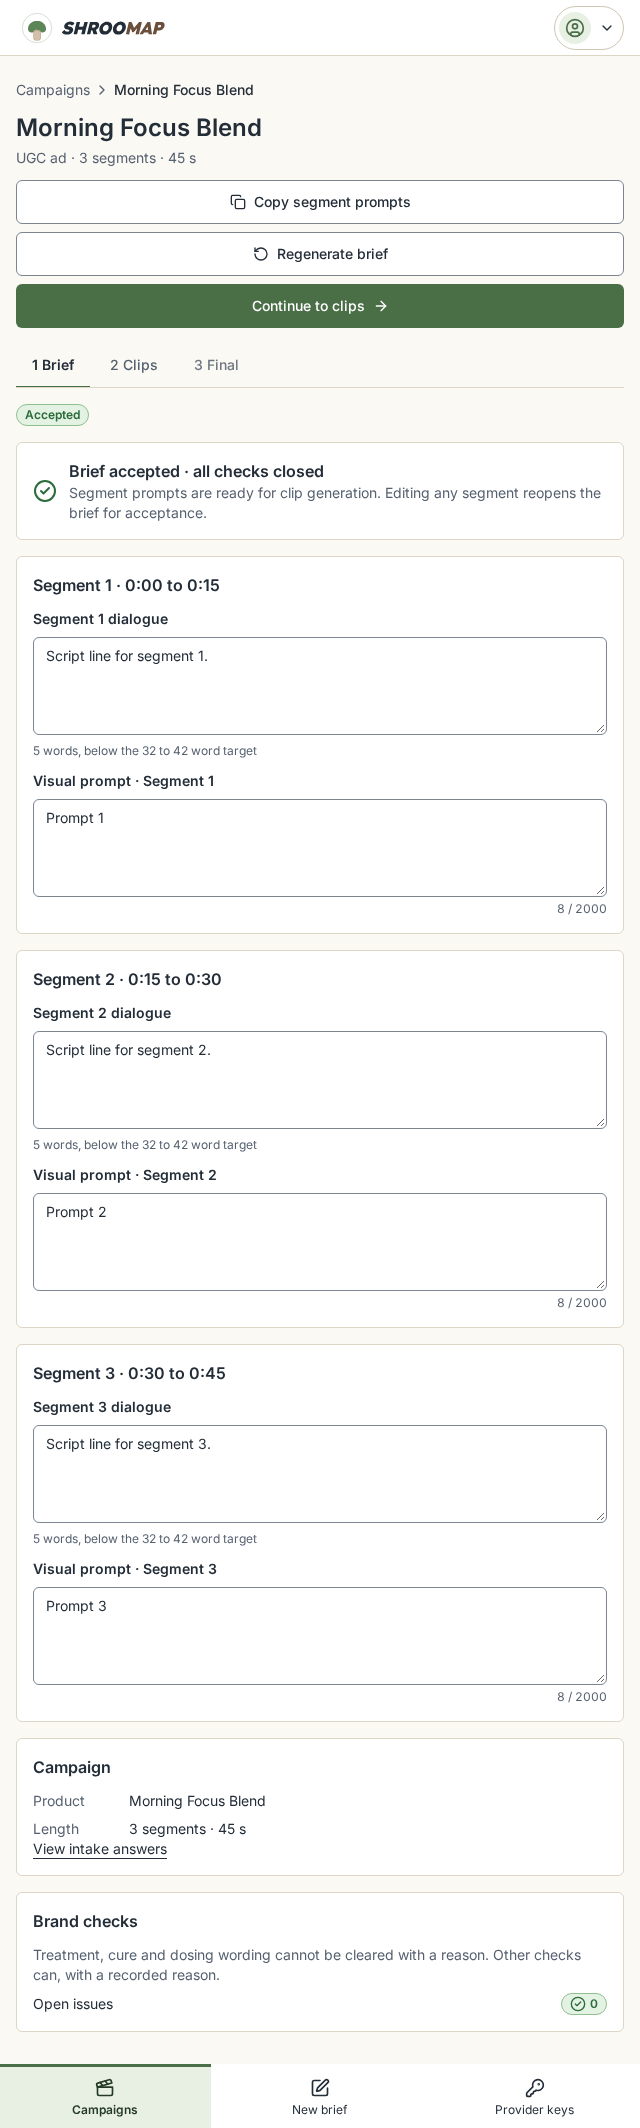 SHROOMAP
Campaigns > Morning Focus Blend
Morning Focus Blend
UGC ad · 3 segments · 45 s
Copy segment prompts
Regenerate brief
Continue to clips →
1 Brief 2 Clips 3 Final
Accepted
Brief accepted · all checks closed
Segment prompts are ready for clip generation. Editing any segment reopens the
brief for acceptance.
Segment 1 · 0:00 to 0:15
Segment 1 dialogue
Script line for segment 1.
5 words, below the 32 to 42 word target
Visual prompt · Segment 1
Prompt 1
8 / 2000
Segment 2 · 0:15 to 0:30
Segment 2 dialogue
Script line for segment 2.
5 words, below the 32 to 42 word target
Visual prompt · Segment 2
Prompt 2
8 / 2000
Segment 3 · 0:30 to 0:45
Segment 3 dialogue
Script line for segment 3.
5 words, below the 32 to 42 word target
Visual prompt · Segment 3
Prompt 3
8 / 2000
Campaign
Product Morning Focus Blend
Length 3 segments · 45 s
View intake answers
Brand checks
Treatment, cure and dosing wording cannot be cleared with a reason. Other checks
can, with a recorded reason.
Open issues 0
Campaigns New brief Provider keys